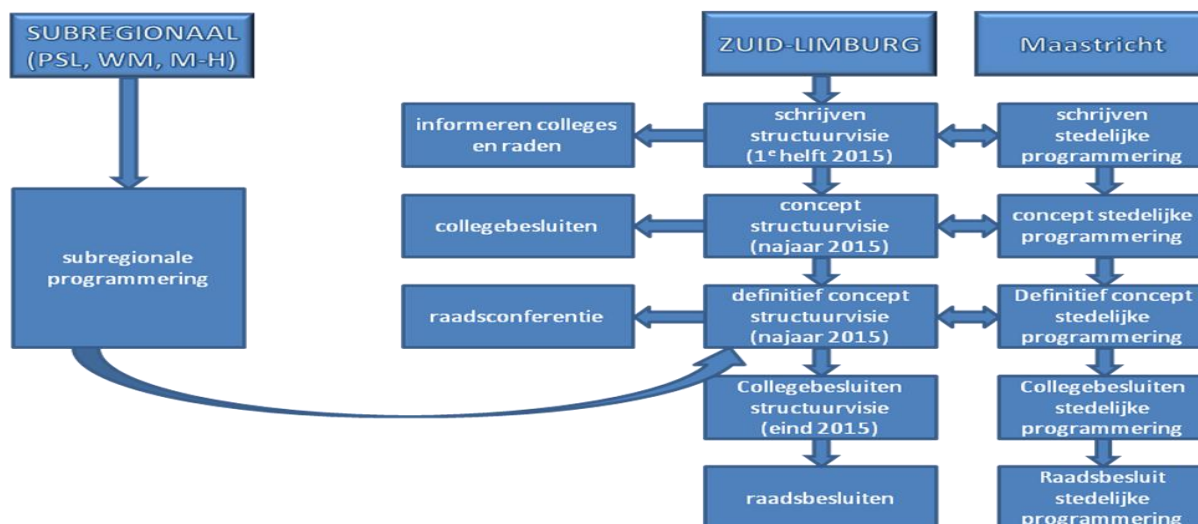 SUBREGIONAAL
(PSL, WM, M-H)
subregionale
programmering
informeren colleges
en raden
collegebesluiten
raadsconferentie
ZUID-LIMBURG
schrijven
structuurvisie
(1e helft 2015)
concept
structuurvisie
(najaar 2015)
definitief concept
structuurvisie
(najaar 2015)
Collegebesluiten
structuurvisie
(eind 2015)
raadsbesluiten
Maastricht
schrijven
stedelijke
programmering
concept stedelijke
programmering
Definitief concept
stedelijke
programmering
Collegebesluiten
stedelijke
programmering
Raadsbesluit
stedelijke
programmering